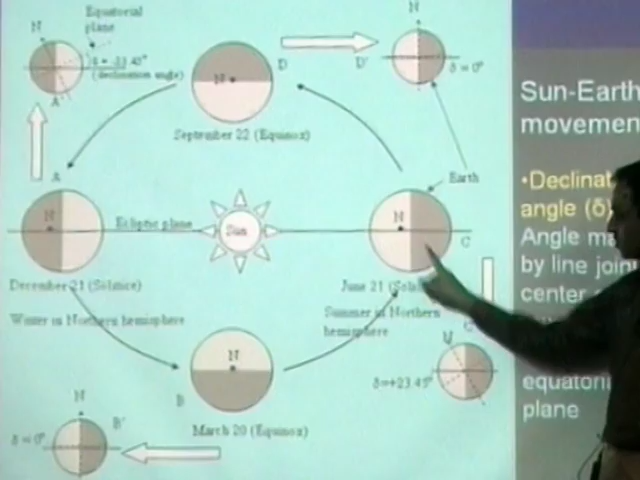 Equatorial
plane
N
δ = -23.45°
(declination angle)
A'
N
D
D'
N
δ = 0°
September 22 (Equinox)
Sun-Earth
A
Earth
N
Ecliptic plane
Sun
N
C
•Declinat
angle (δ)
Angle ma
by line join
center
December 21 (Solstice)
June 21
Winter in Northern hemisphere
Summer in Northern
hemisphere
N
B
March 20 (Equinox)
N
δ=+23.45°
equatori
plane
N
B'
δ = 0°